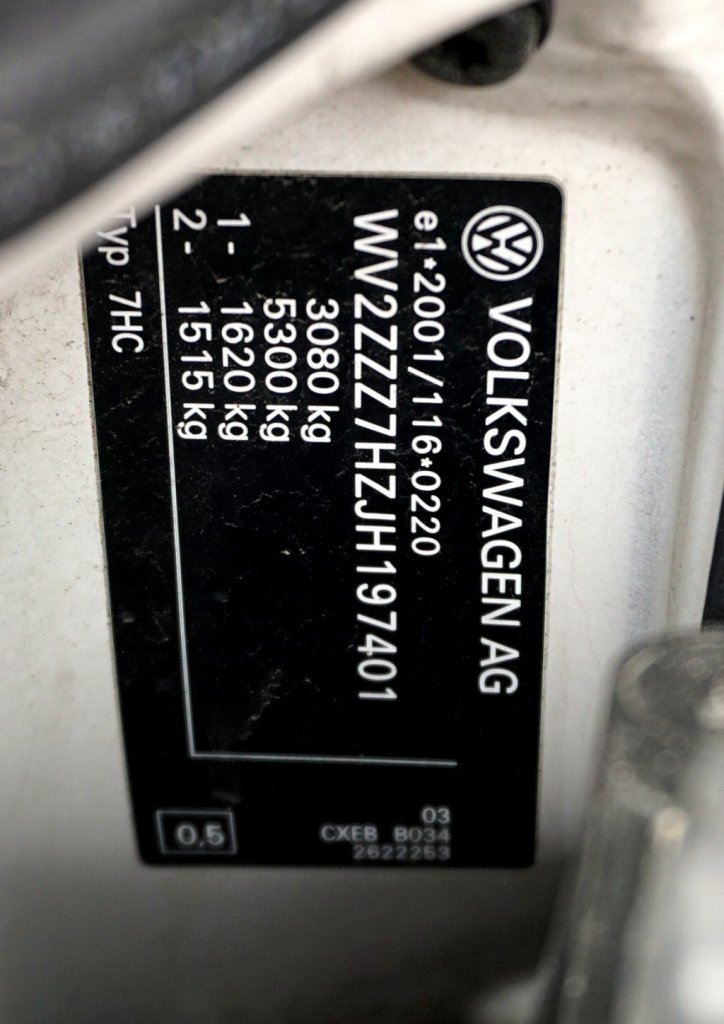 VOLKSWAGEN AG
e1*2001/116*0220
WV2ZZZ7HZJH197401
3080 kg
5300 kg
1- 1620 kg
2- 1515 kg
Typ 7HC
03
CXEB B034
2622253
0,5